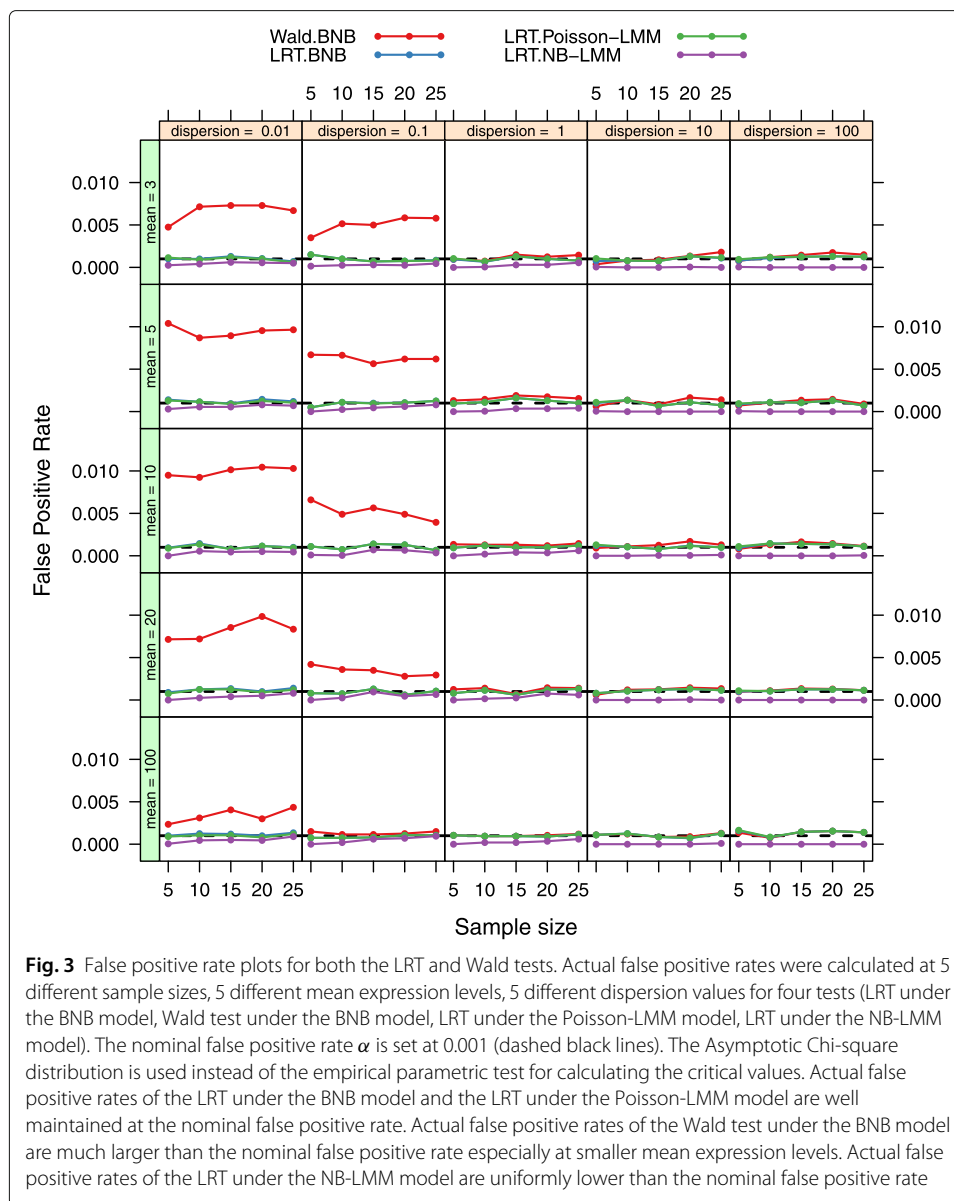 Wald.BNB
LRT.BNB
LRT.Poisson−LMM
LRT.NB−LMM
5 10 15 20 25 5 10 15 20 25
dispersion = 0.01 dispersion = 0.1 dispersion = 1 dispersion = 10 dispersion = 100
mean = 3
0.010
0.005
0.000
mean = 5
0.010
0.005
0.000
mean = 10
0.010
0.005
0.000
mean = 20
0.010
0.005
0.000
mean = 100
0.010
0.005
0.000
False Positive Rate
5 10 15 20 25 5 10 15 20 25 5 10 15 20 25
Sample size
Fig. 3 False positive rate plots for both the LRT and Wald tests. Actual false positive rates were calculated at 5
different sample sizes, 5 different mean expression levels, 5 different dispersion values for four tests (LRT under
the BNB model, Wald test under the BNB model, LRT under the Poisson-LMM model, LRT under the NB-LMM
model). The nominal false positive rate α is set at 0.001 (dashed black lines). The Asymptotic Chi-square
distribution is used instead of the empirical parametric test for calculating the critical values. Actual false
positive rates of the LRT under the BNB model and the LRT under the Poisson-LMM model are well
maintained at the nominal false positive rate. Actual false positive rates of the Wald test under the BNB model
are much larger than the nominal false positive rate especially at smaller mean expression levels. Actual false
positive rates of the LRT under the NB-LMM model are uniformly lower than the nominal false positive rate